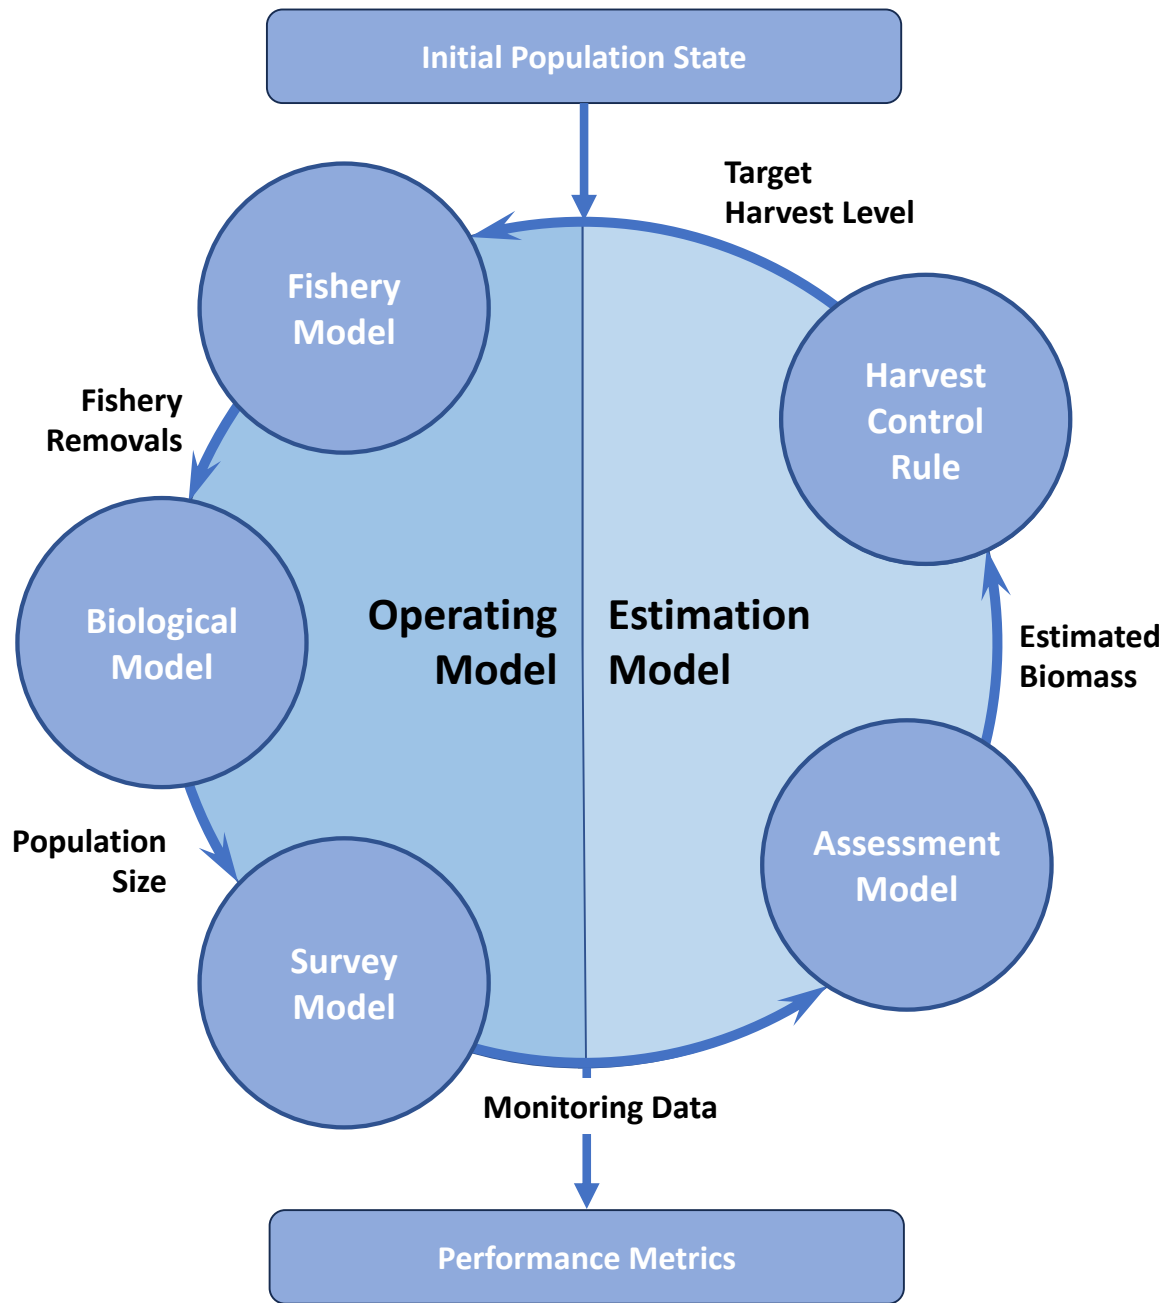 Initial Population State
Target
Harvest Level
Fishery
Model
Harvest
Control
Rule
Fishery
Removals
Operating
Model
Estimation
Model
Biological
Model
Estimated
Biomass
Population
Size
Assessment
Model
Survey
Model
Monitoring Data
Performance Metrics